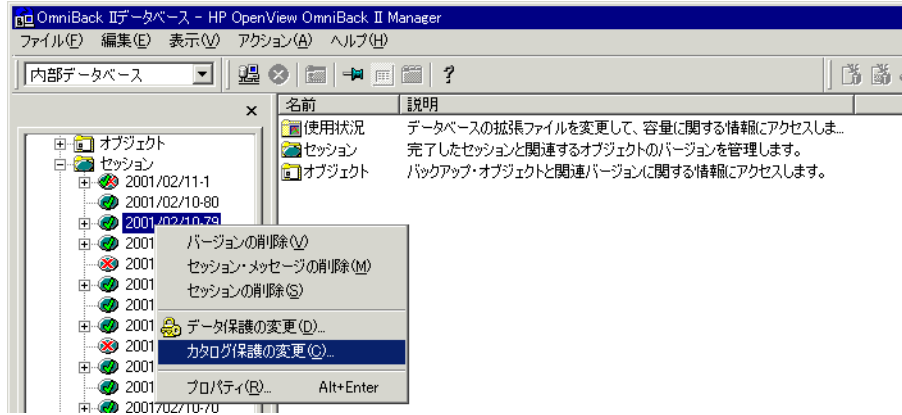 OmniBack IIデータベース - HP OpenView OmniBack II Manager
ファイル(F) 編集(E) 表示(V) アクション(A) ヘルプ(H)
内部データベース
名前 説明
使用状況 データベースの拡張ファイルを変更して、容量に関する情報にアクセスしま...
セッション 完了したセッションと関連するオブジェクトのバージョンを管理します。
オブジェクト バックアップ・オブジェクトと関連バージョンに関する情報にアクセスします。
オブジェクト
セッション
2001/02/11-1
2001/02/10-80
2001/02/10-79
2001
2001
2001
2001
2001
2001
2001
2001
2001/02/10-70
バージョンの削除(V)
セッション・メッセージの削除(M)
セッションの削除(S)
データ保護の変更(D)...
カタログ保護の変更(C)...
プロパティ(R)... Alt+Enter